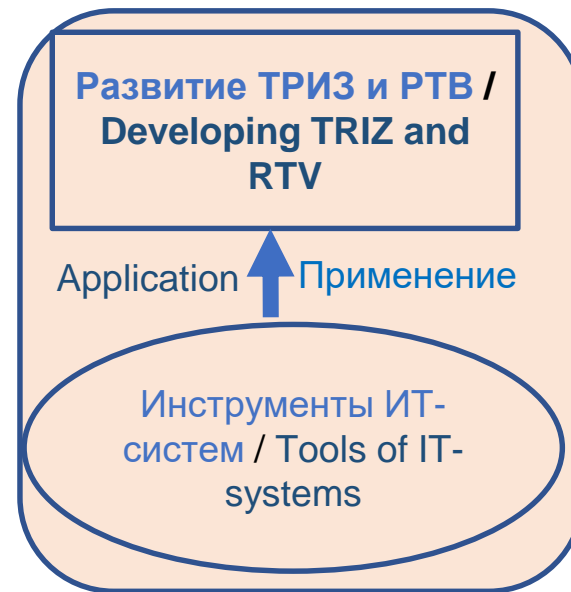 Развитие ТРИЗ и РТВ /
Developing TRIZ and
RTV
Application Применение
Инструменты ИТ-
систем / Tools of IT-
systems